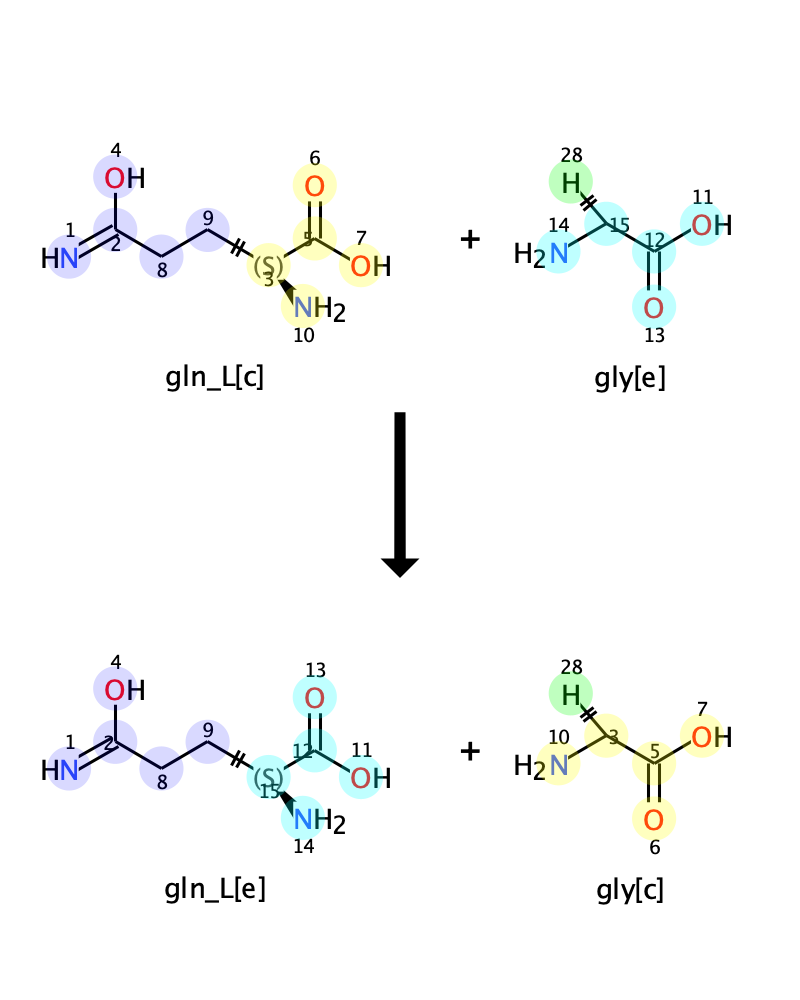 4 6 28
OH O H 11
1 9 14 15 OH
HN 2 5 7 + H2N 12
8 (S) OH O
3 NH2 13
10
gln_L[c] gly[e]
4 13 28
OH O H 7
1 2 9 12 11 + 10 3 5 OH
HN 8 (S) OH H2N
15 NH2 O
14 6
gln_L[e] gly[c]